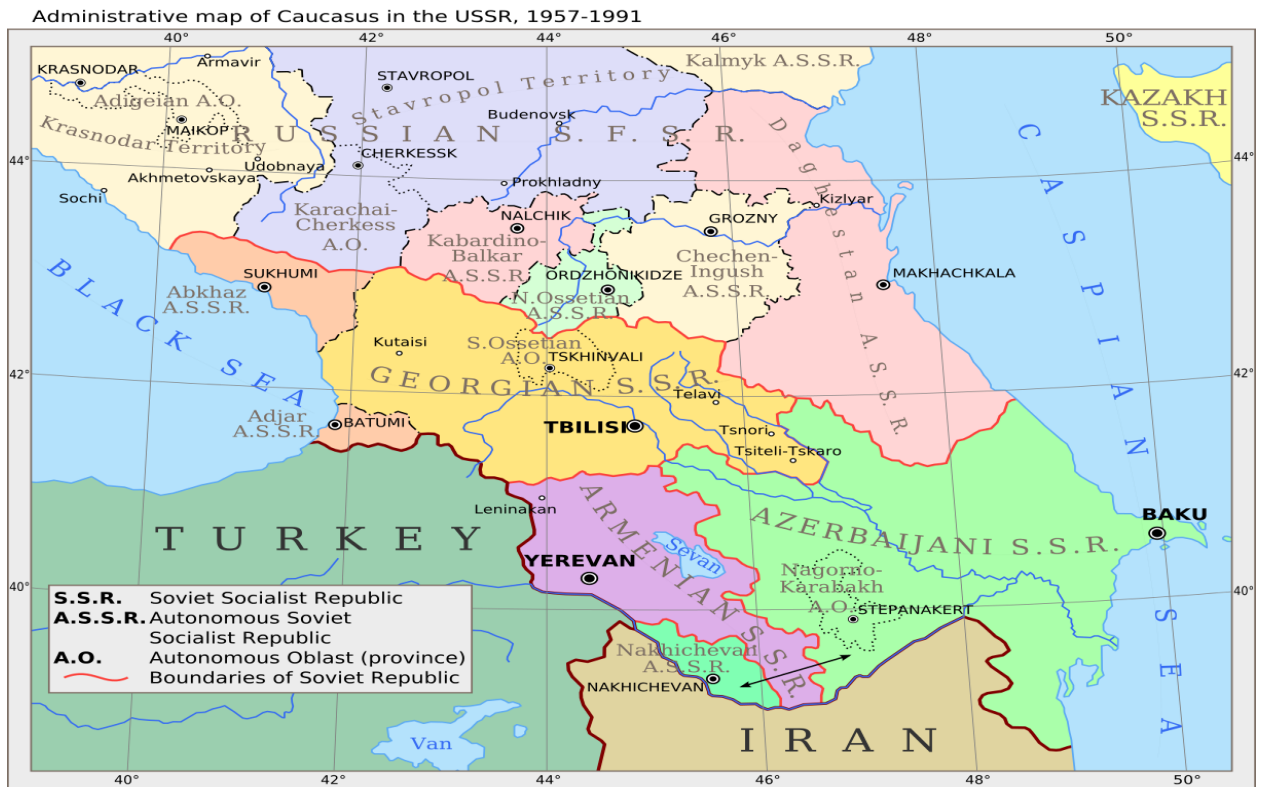 Administrative map of Caucasus in the USSR, 1957-1991
40° 42° 44° 46° 48° 50°
KRASNODAR
Armavir
STAVROPOL
Kalmyk A.S.S.R.
Stavropol Territory
KAZAKH
S.S.R.
Adigeian A.O.
MAIKOP
Krasnodar Territory
RUSSIAN S.F.S.R.
Budenovsk
Daghestan A.S.S.R.
CASPIAN SEA
44°
44°
Udobnaya
CHERKESSK
Akhmetovskaya
Prokhladny
Sochi
Kizlyar
Karachai-
Cherkess
A.O.
NALCHIK
GROZNY
Kabardino-
Balkar
A.S.S.R.
Chechen-
Ingush
A.S.S.R.
BLACK SEA
SUKHUMI
ORDZHONIKIDZE
MAKHACHKALA
Abkhaz
A.S.S.R.
N.Ossetian
A.S.S.R.
Kutaisi
S.Ossetian
A.O.
TSKHINVALI
42°
42°
GEORGIAN S.S.R.
Telavi
Adjar
A.S.S.R.
BATUMI
TBILISI
Tsnori
Tsiteli-Tskaro
Leninakan
ARMENIAN S.S.R.
AZERBAIJANI S.S.R.
BAKU
TURKEY
Sevan
YEREVAN
Nagorno-
Karabakh
A.O.
STEPANAKERT
40°
40°
S.S.R. Soviet Socialist Republic
A.S.S.R. Autonomous Soviet
Socialist Republic
A.O. Autonomous Oblast (province)
Boundaries of Soviet Republic
Nakhichevan
A.S.S.R.
NAKHICHEVAN
Van
IRAN
40° 42° 44° 46° 48° 50°